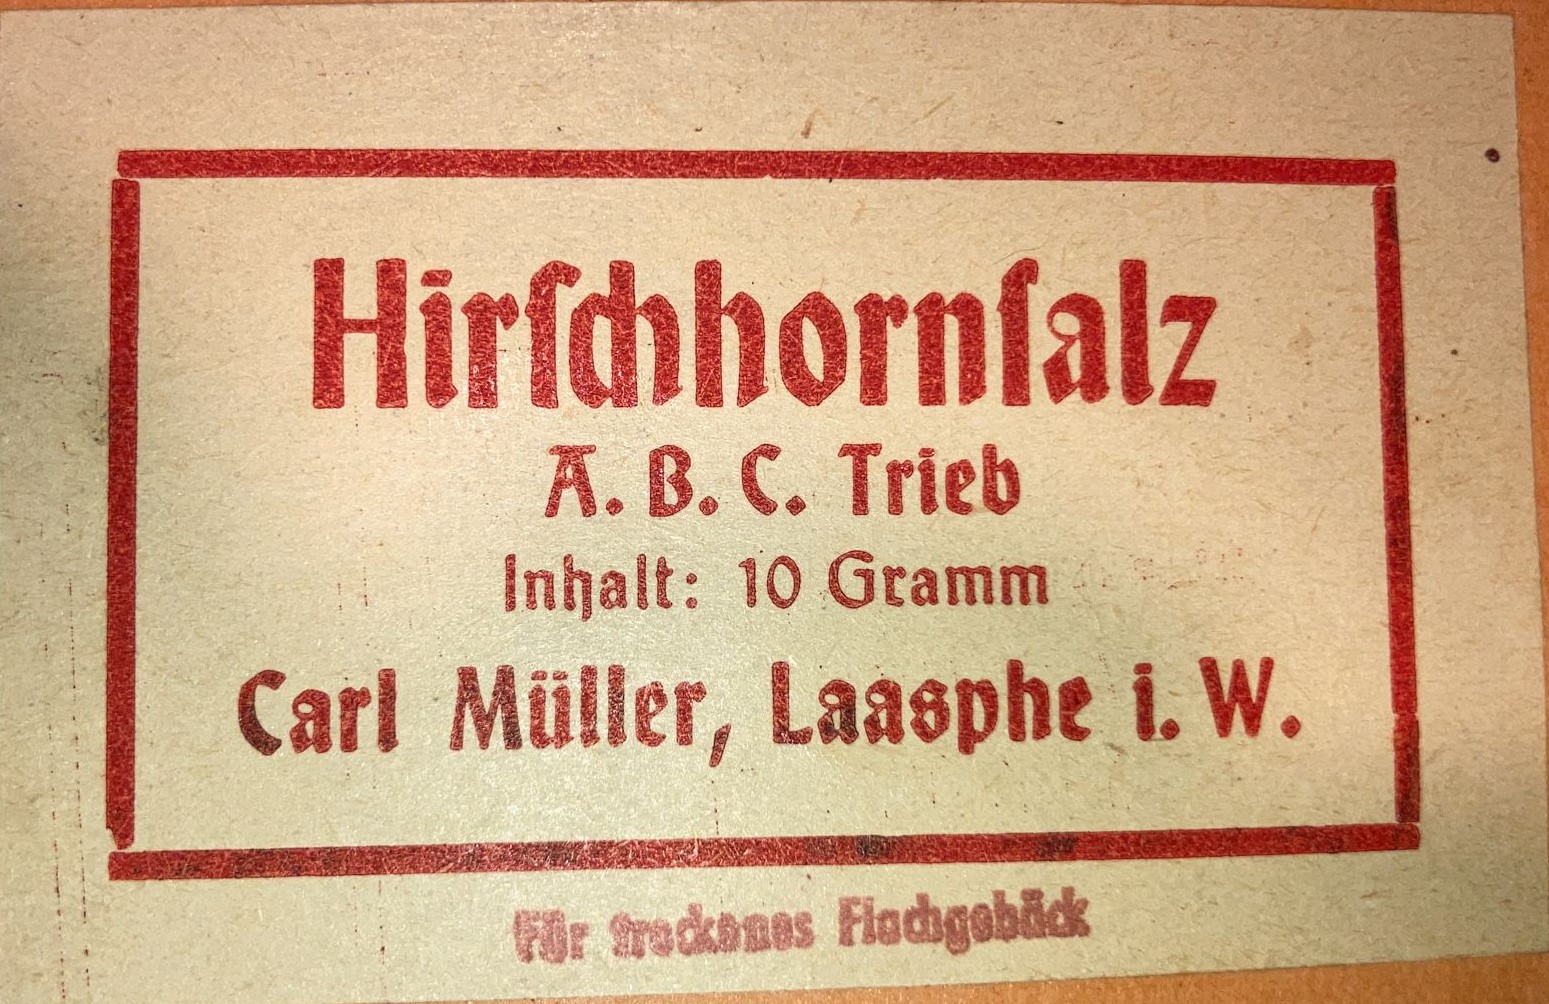 Hirſchhornſalz
A. B. C. Trieb
Inhalt: 10 Gramm
Carl Müller, Laasphe i. W.
Für trockenes Flachgebäck